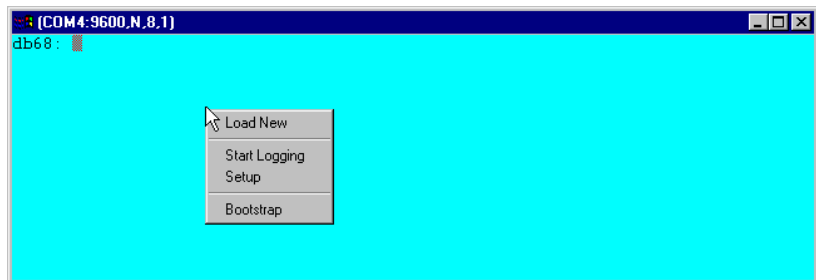 (COM4:9600,N,8,1)
db68:
Load New
Start Logging
Setup
Bootstrap